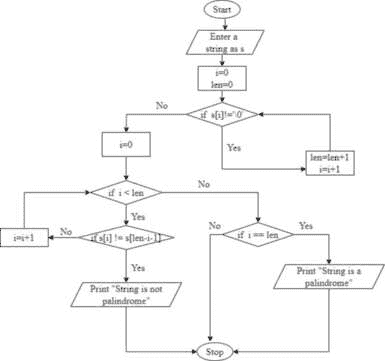 Start
Enter a
string as s
i=0
len=0
if s[i]!='\0'
No
Yes
len=len+1
i=i+1
i=0
if i < len
No
Yes
i=i+1
No
if s[i] != s[len-i-1]
Yes
No
if i == len
Yes
Print "String is not
palindrome"
Print "String is a
palindrome"
Stop